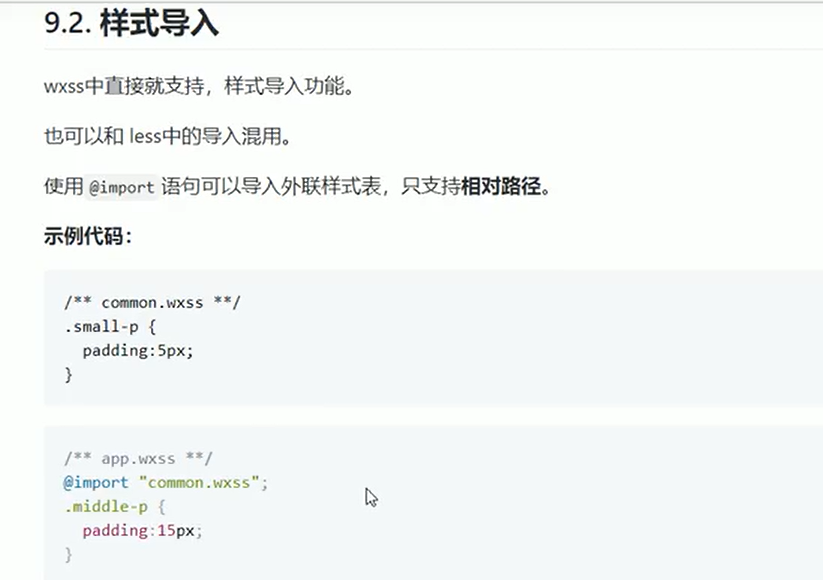 9.2. 样式导入
wxss中直接就支持，样式导入功能。
也可以和 less中的导入混用。
使用 @import 语句可以导入外联样式表，只支持相对路径。
示例代码：
/** common.wxss **/
.small-p {
  padding:5px;
}
/** app.wxss **/
@import "common.wxss";
.middle-p {
  padding:15px;
}